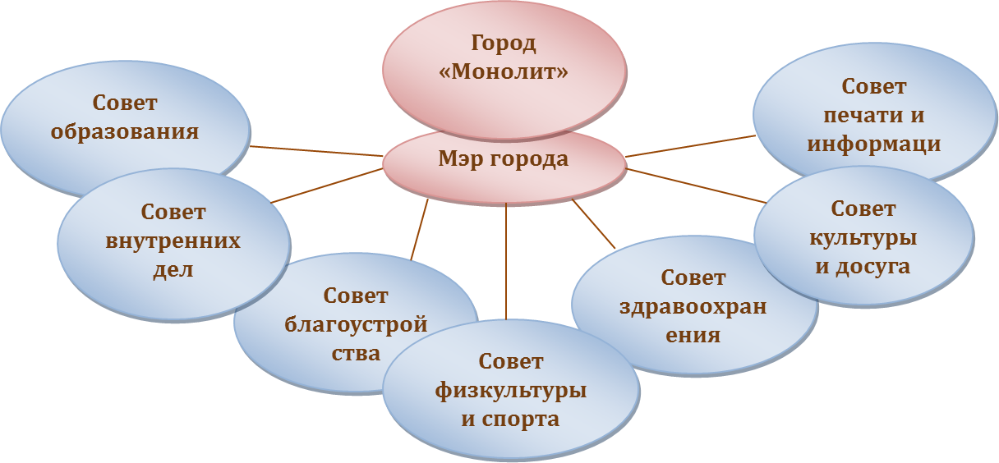 Город
«Монолит»
Мэр города
Совет
образования
Совет
внутренних
дел
Совет
благоустрой
ства
Совет
физкультуры
и спорта
Совет
здравоохран
ения
Совет
культуры
и досуга
Совет
печати и
информаци